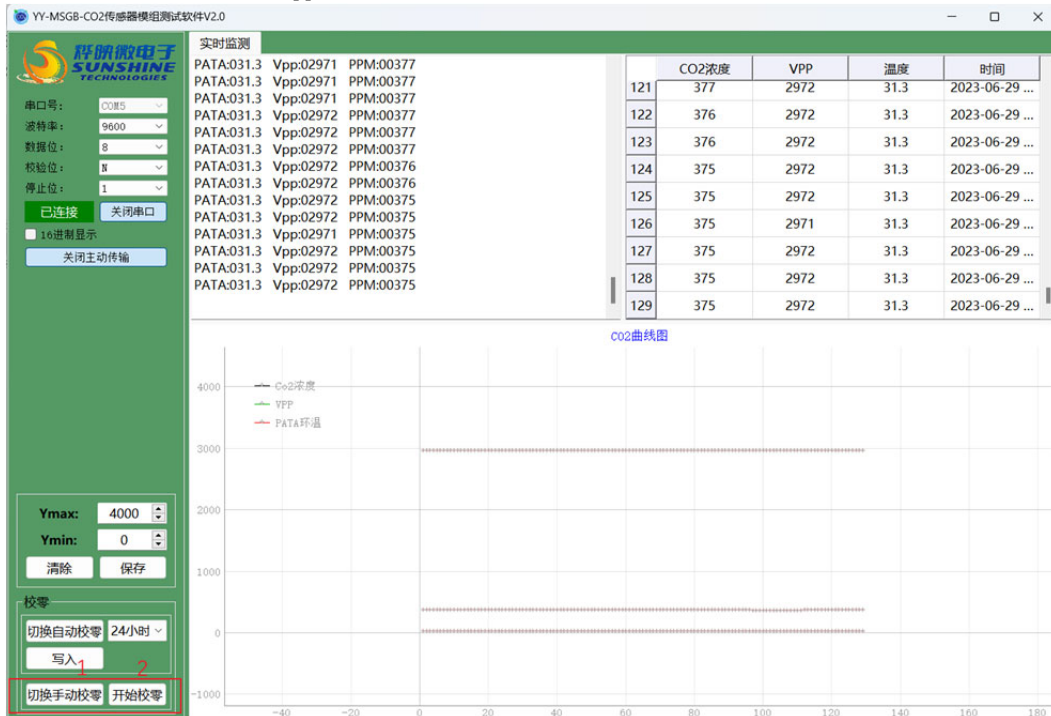 YY-MSGB-CO2传感器模组测试软件V2.0
烨映微电子
SUNSHINE
TECHNOLOGIES
串口号：
COM5
波特率：
9600
数据位：
8
校验位：
N
停止位：
1
已连接
关闭串口
16进制显示
关闭主动传输
实时监测
PATA:031.3 Vpp:02971 PPM:00377
PATA:031.3 Vpp:02971 PPM:00377
PATA:031.3 Vpp:02971 PPM:00377
PATA:031.3 Vpp:02972 PPM:00377
PATA:031.3 Vpp:02972 PPM:00377
PATA:031.3 Vpp:02972 PPM:00377
PATA:031.3 Vpp:02972 PPM:00376
PATA:031.3 Vpp:02972 PPM:00376
PATA:031.3 Vpp:02972 PPM:00375
PATA:031.3 Vpp:02972 PPM:00375
PATA:031.3 Vpp:02971 PPM:00375
PATA:031.3 Vpp:02972 PPM:00375
PATA:031.3 Vpp:02972 PPM:00375
PATA:031.3 Vpp:02972 PPM:00375
CO2浓度 VPP 温度 时间
121 377 2972 31.3 2023-06-29 ...
122 376 2972 31.3 2023-06-29 ...
123 376 2972 31.3 2023-06-29 ...
124 375 2972 31.3 2023-06-29 ...
125 375 2972 31.3 2023-06-29 ...
126 375 2971 31.3 2023-06-29 ...
127 375 2972 31.3 2023-06-29 ...
128 375 2972 31.3 2023-06-29 ...
129 375 2972 31.3 2023-06-29 ...
CO2曲线图
Co2浓度
VPP
PATA环温
4000
3000
2000
1000
0
-1000
-40 -20 0 20 40 60 80 100 120 140 160 180
Ymax: 4000
Ymin: 0
清除 保存
校零
切换自动校零 24小时
写入
1 2
切换手动校零 开始校零